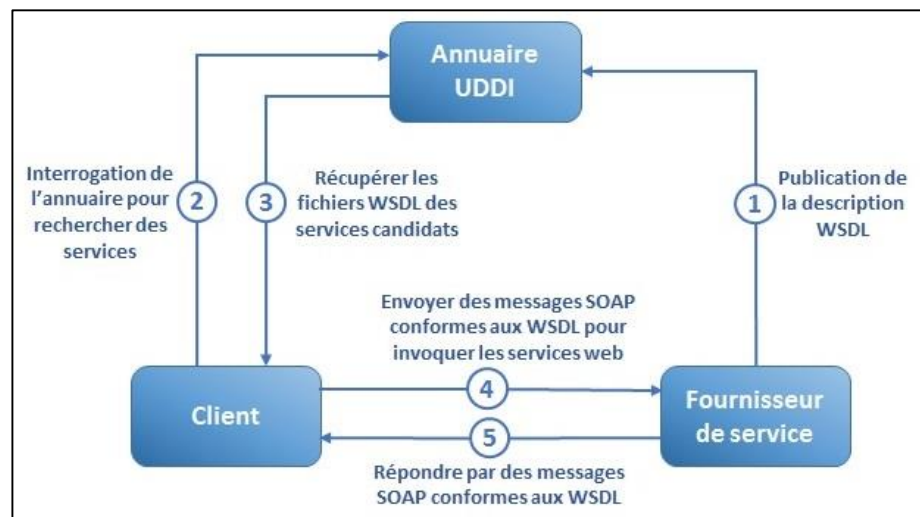 Annuaire
UDDI
Interrogation de
l'annuaire pour
rechercher des
services
2
3
Récupérer les
fichiers WSDL des
services candidats
1
Publication de
la description
WSDL
Envoyer des messages SOAP
conformes aux WSDL pour
invoquer les services web
4
Client
Fournisseur
de service
5
Répondre par des messages
SOAP conformes aux WSDL